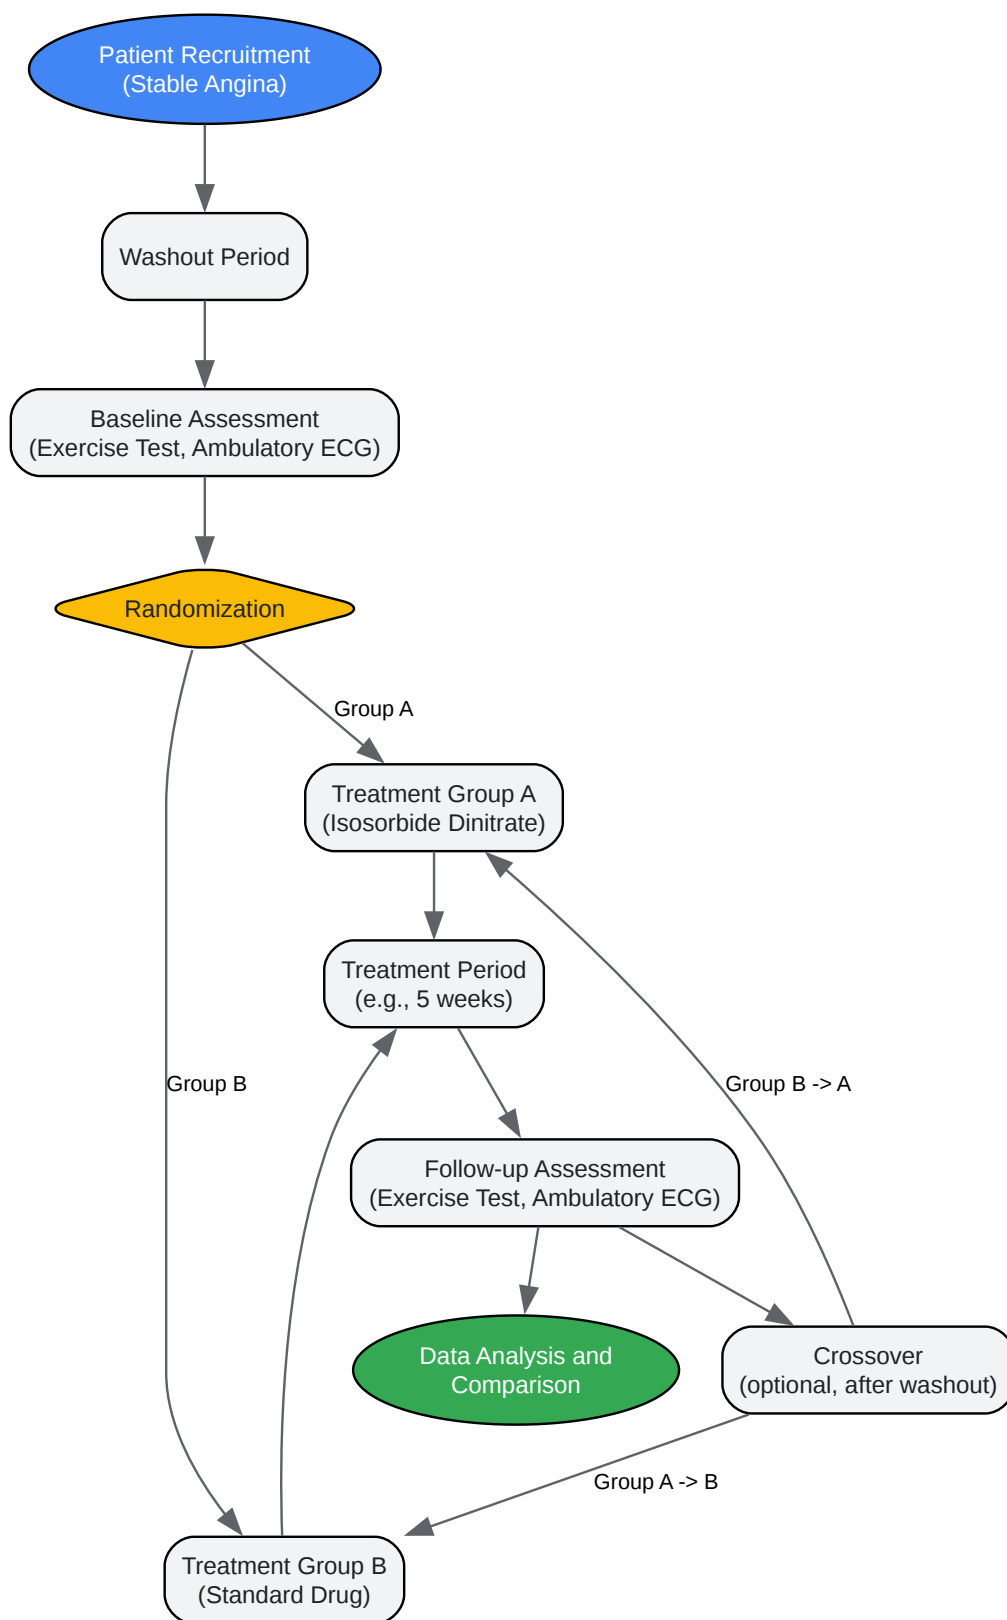 Patient Recruitment
(Stable Angina)
Washout Period
Baseline Assessment
(Exercise Test, Ambulatory ECG)
Randomization
Group A
Treatment Group A
(Isosorbide Dinitrate)
Treatment Period
(e.g., 5 weeks)
Group B
Group B -> A
Follow-up Assessment
(Exercise Test, Ambulatory ECG)
Data Analysis and
Comparison
Crossover
(optional, after washout)
Group A -> B
Treatment Group B
(Standard Drug)